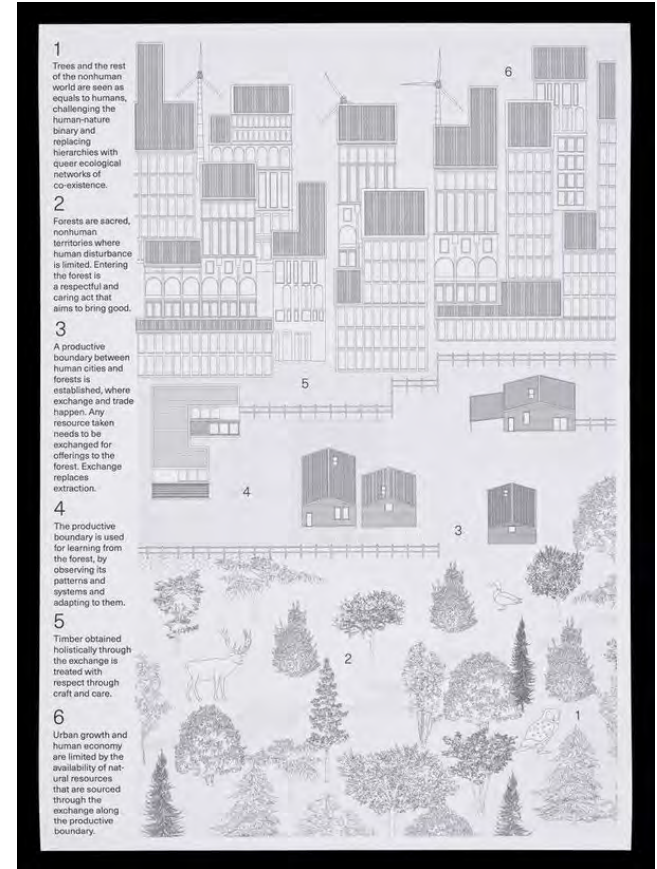 1
Trees and the rest
of the nonhuman
world are seen as
equals to humans,
challenging the
human-nature
binary and
replacing
hierarchies with
queer ecological
networks of
co-existence.
2
Forests are sacred,
nonhuman
territories where
human disturbance
is limited. Entering
the forest is
a respectful and
caring act that
aims to bring good.
3
A productive
boundary between
human cities and
forests is
established, where
exchange and trade
happen. Any
resource taken
needs to be
exchanged for
offerings to the
forest. Exchange
replaces
extraction.
4
The productive
boundary is used
for learning from
the forest, by
observing its
patterns and
systems and
adapting to them.
5
Timber obtained
holistically through
the exchange is
treated with
respect through
craft and care.
6
Urban growth and
human economy
are limited by the
availability of nat-
ural resources
that are sourced
through the
exchange along
the productive
boundary.
6
5
4
3
2
1